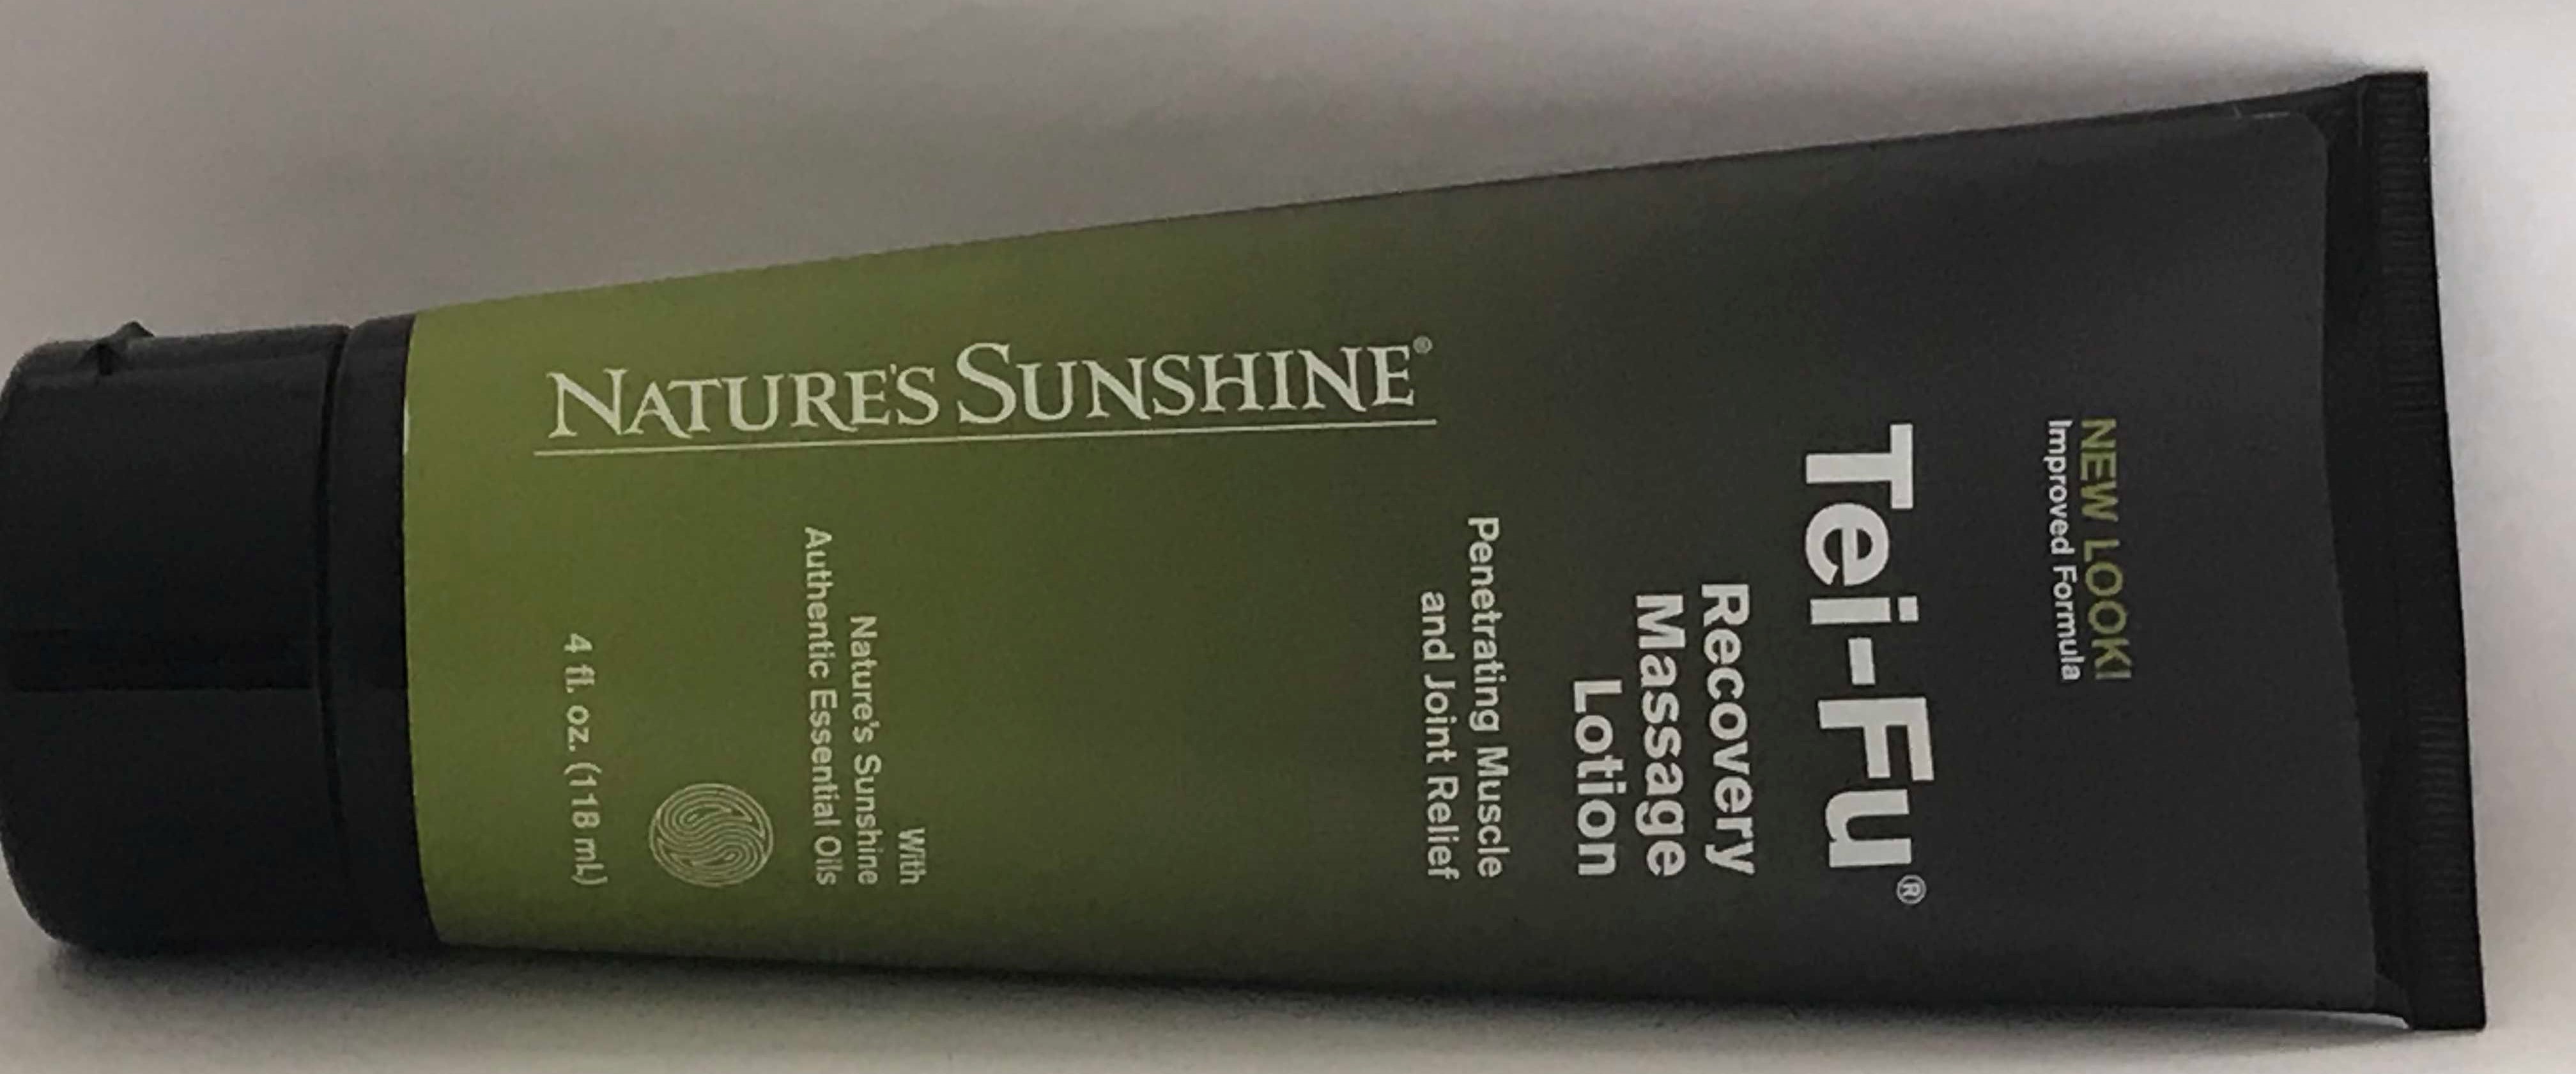 NEW LOOK!
Improved Formula
Tei-Fu®
Recovery
Massage
Lotion
Penetrating Muscle
and Joint Relief
NATURE'S SUNSHINE®
With
Nature's Sunshine
Authentic Essential Oils
4 fl. oz. (118 mL)